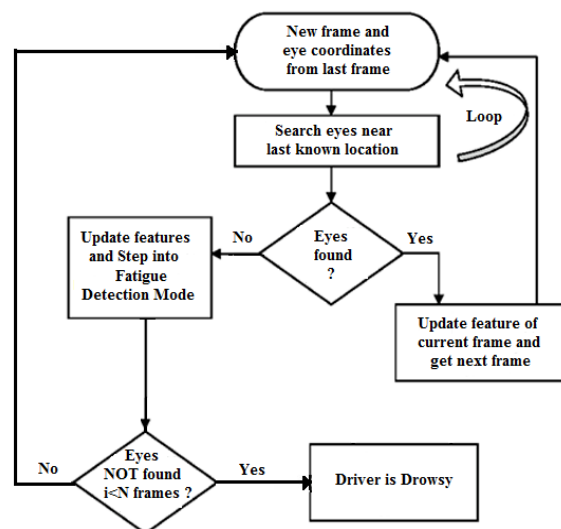 New frame and
eye coordinates
from last frame
Loop
Search eyes near
last known location
Update features
and Step into
Fatigue
Detection Mode
No
Eyes
found
?
Yes
Update feature of
current frame and
get next frame
No
Eyes
NOT found
i<N frames ?
Yes
Driver is Drowsy